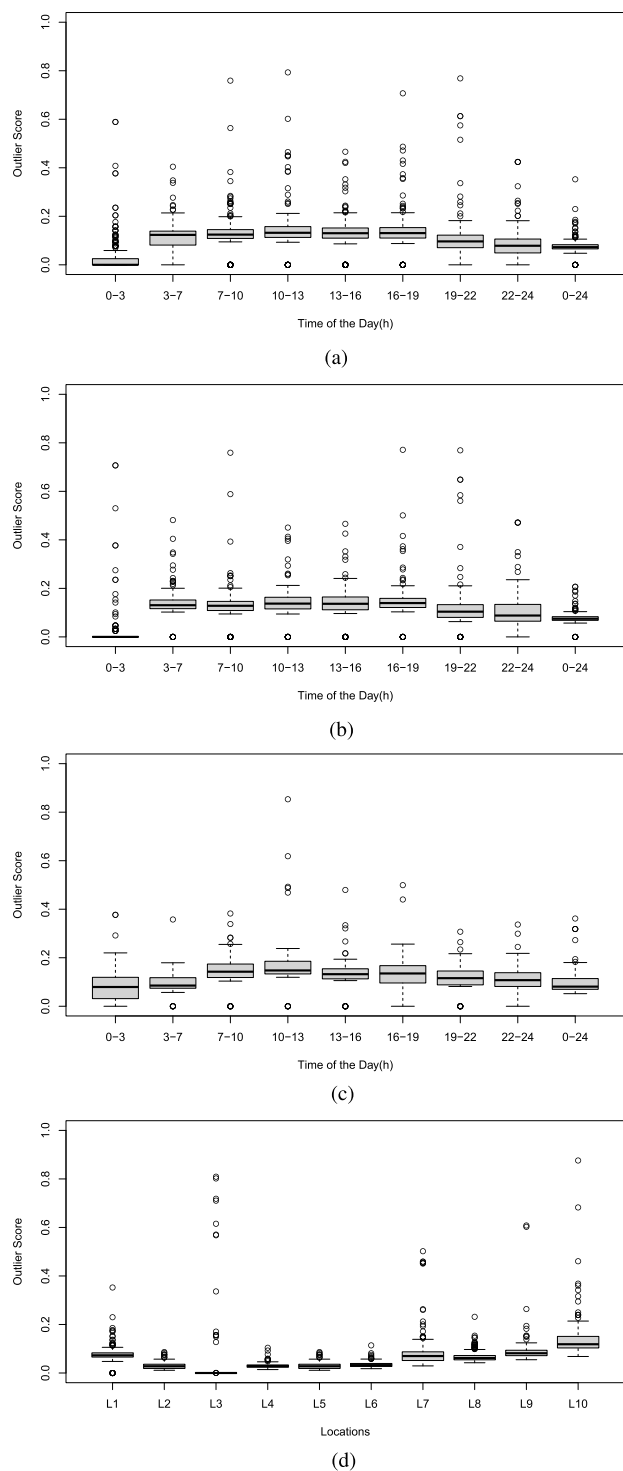 1.0
0.8
0.6
0.4
0.2
0.0
Outlier Score
0−3 3−7 7−10 10−13 13−16 16−19 19−22 22−24 0−24
Time of the Day(h)
(a)
1.0
0.8
0.6
0.4
0.2
0.0
Outlier Score
0−3 3−7 7−10 10−13 13−16 16−19 19−22 22−24 0−24
Time of the Day(h)
(b)
1.0
0.8
0.6
0.4
0.2
0.0
Outlier Score
0−3 3−7 7−10 10−13 13−16 16−19 19−22 22−24 0−24
Time of the Day(h)
(c)
1.0
0.8
0.6
0.4
0.2
0.0
Outlier Score
L1 L2 L3 L4 L5 L6 L7 L8 L9 L10
Locations
(d)